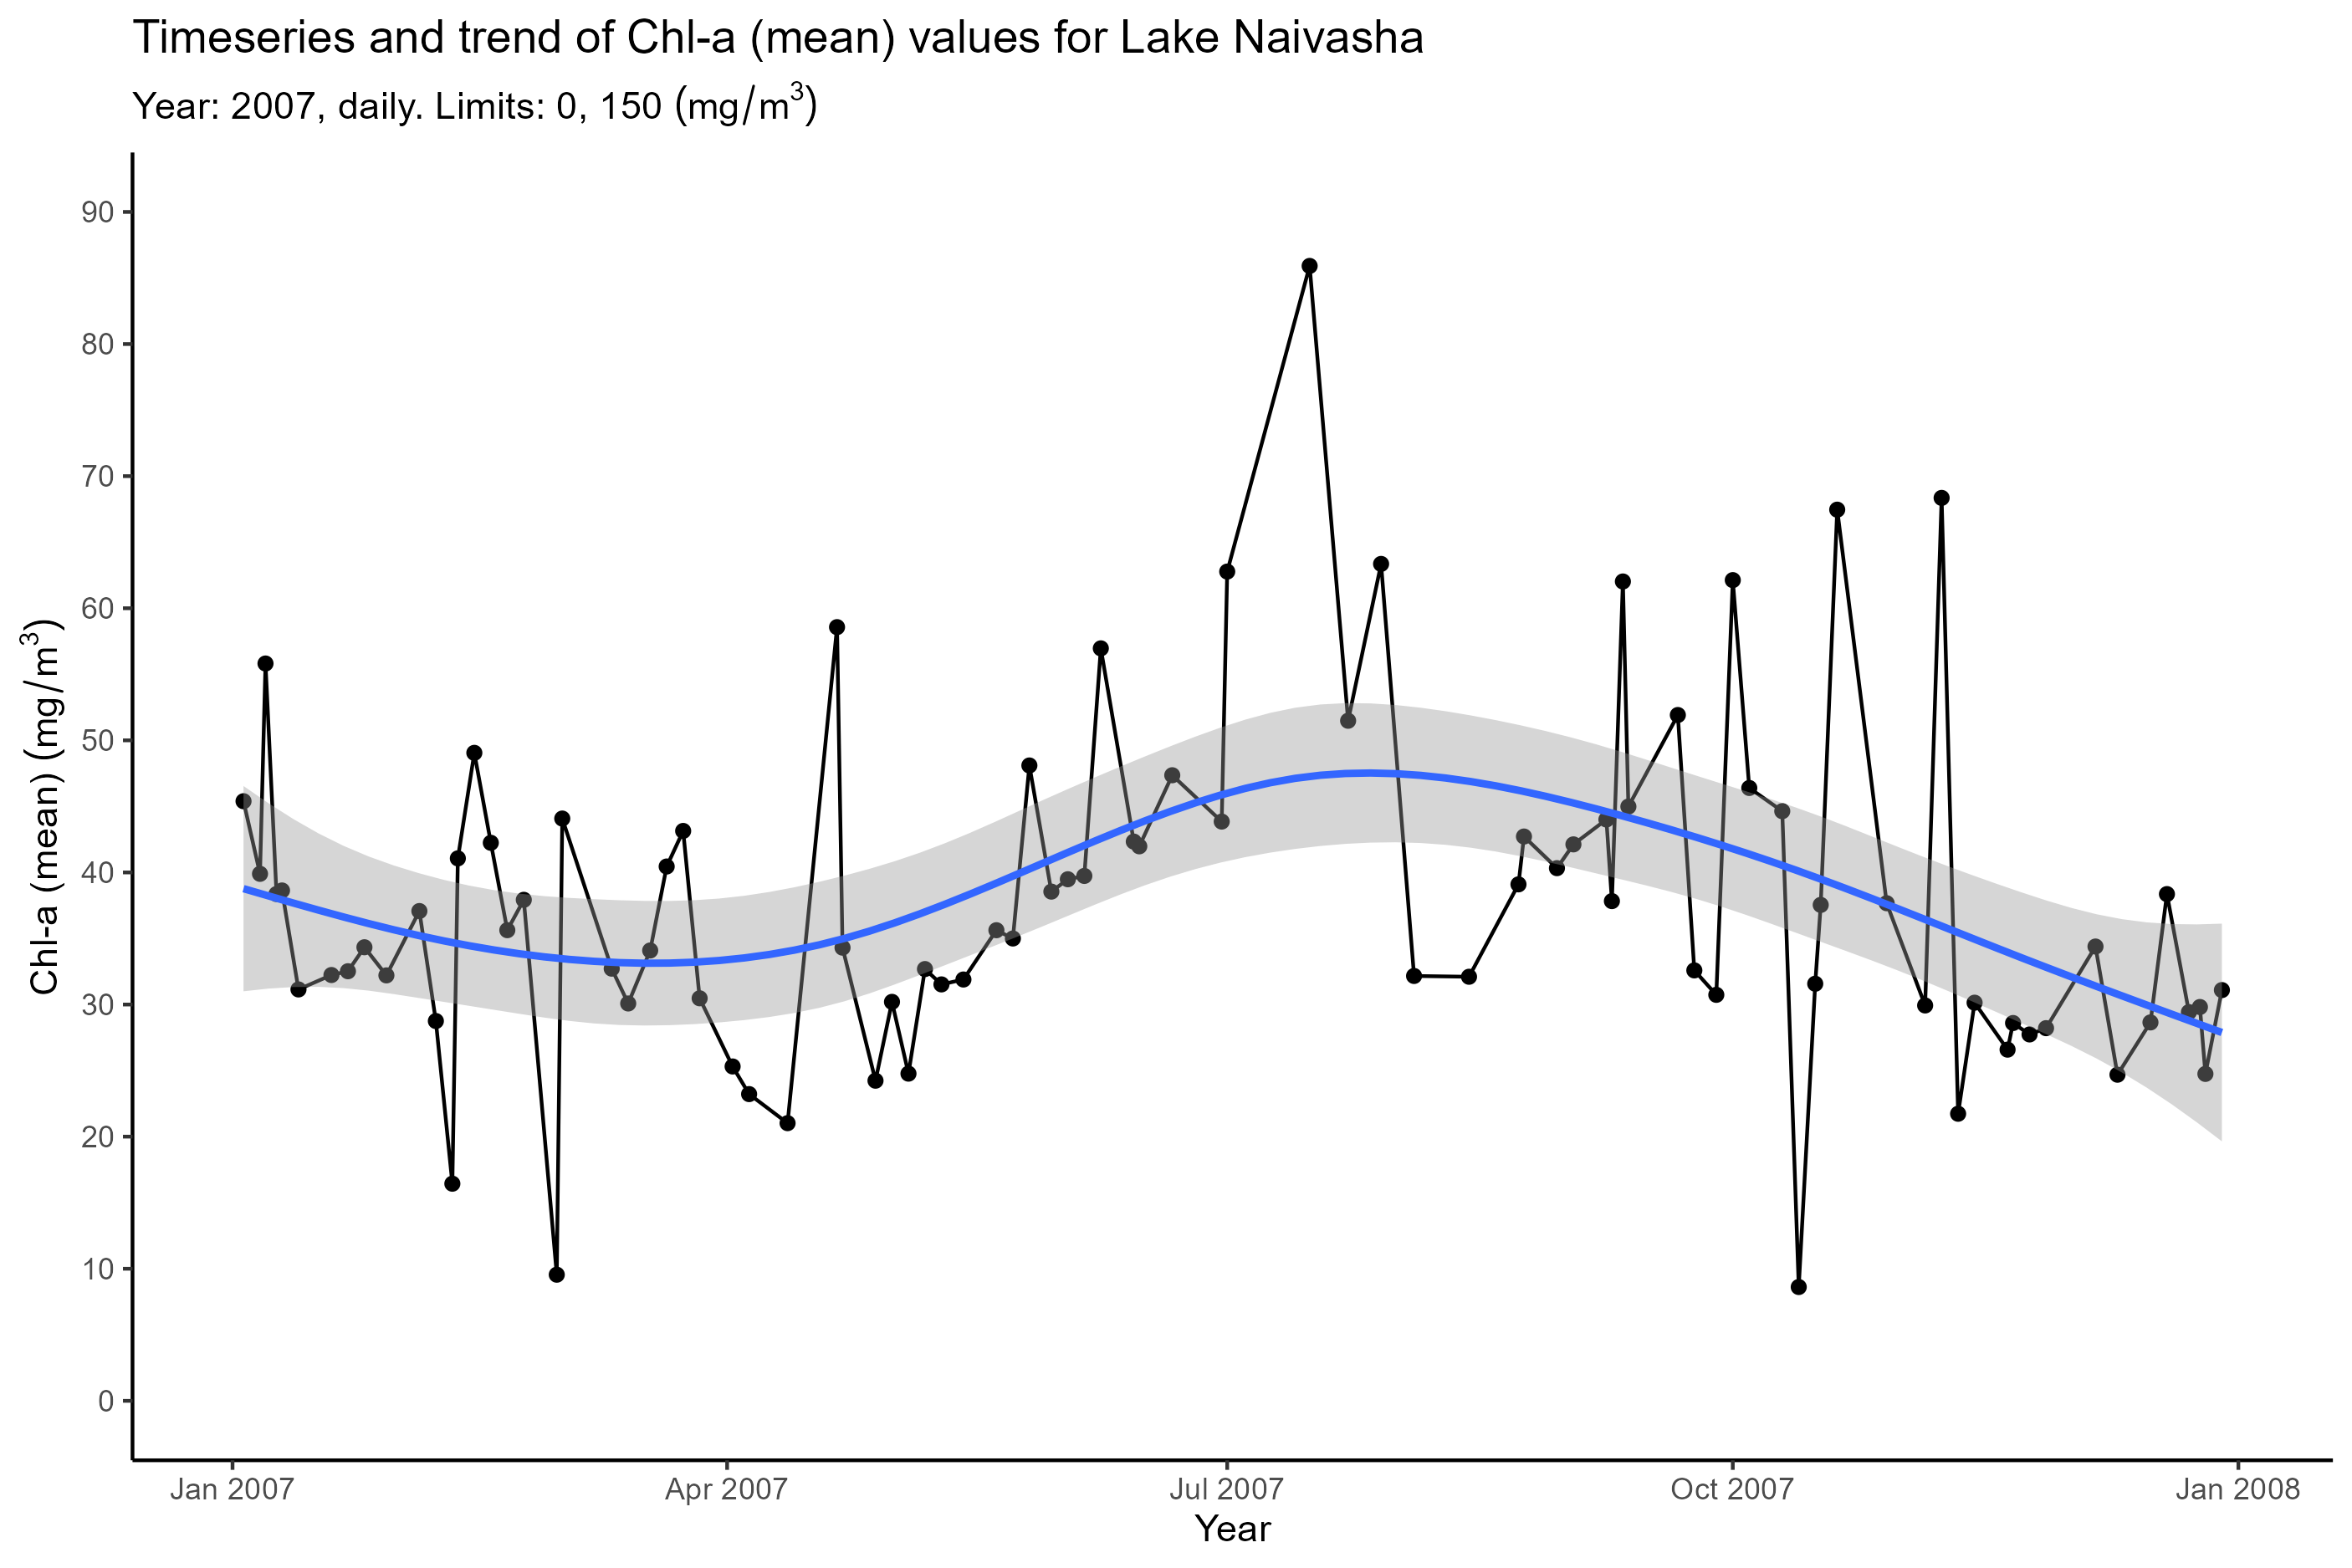 Timeseries and trend of Chl-a (mean) values for Lake Naivasha
Year: 2007, daily. Limits: 0, 150 (mg/m³)
Chl-a (mean) (mg/m³)
90
80
70
60
50
40
30
20
10
0
Jan 2007
Apr 2007
Jul 2007
Oct 2007
Jan 2008
Year